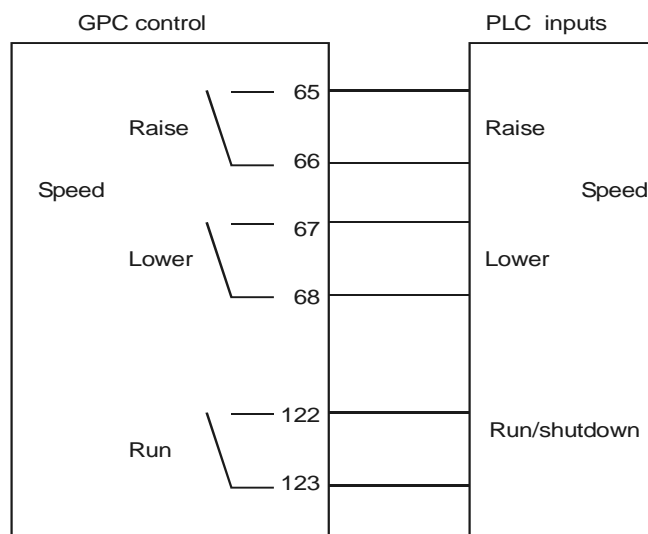 GPC control
PLC inputs
65
Raise
Raise
66
Speed
Speed
67
Lower
Lower
68
122
Run/shutdown
Run
123